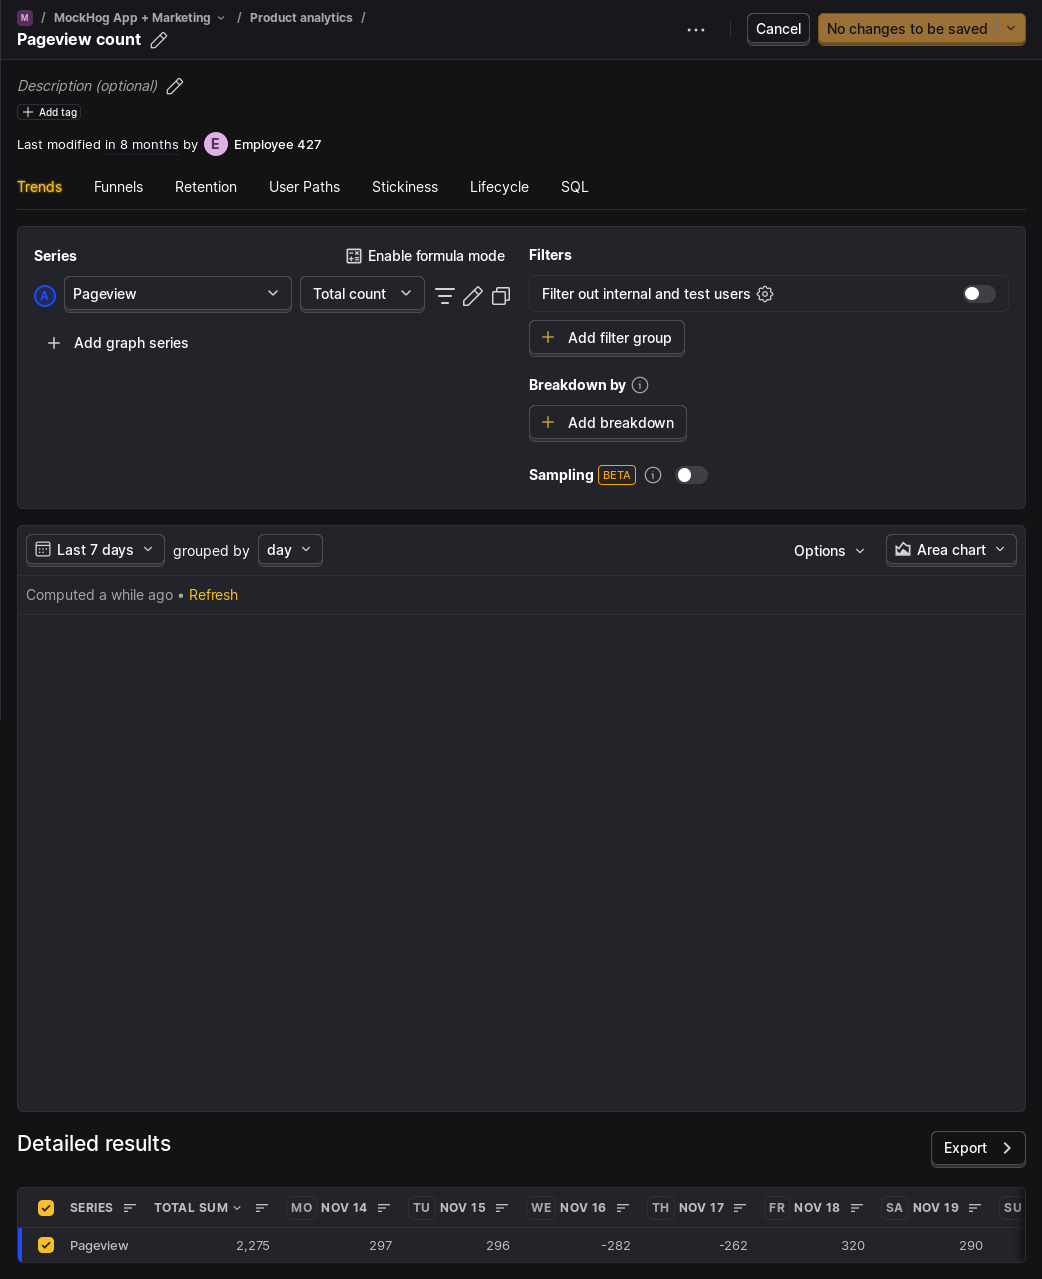 M / MockHog App + Marketing / Product analytics /
Pageview count
Cancel
No changes to be saved
Description (optional)
Add tag
Last modified in 8 months by E Employee 427
Trends Funnels Retention User Paths Stickiness Lifecycle SQL
Series
Enable formula mode
A Pageview Total count
Add graph series
Filters
Filter out internal and test users
Add filter group
Breakdown by
Add breakdown
Sampling BETA
Last 7 days grouped by day Options Area chart
Computed a while ago • Refresh
Detailed results
Export
SERIES TOTAL SUM MO NOV 14 TU NOV 15 WE NOV 16 TH NOV 17 FR NOV 18 SA NOV 19 SU
Pageview 2,275 297 296 -282 -262 320 290